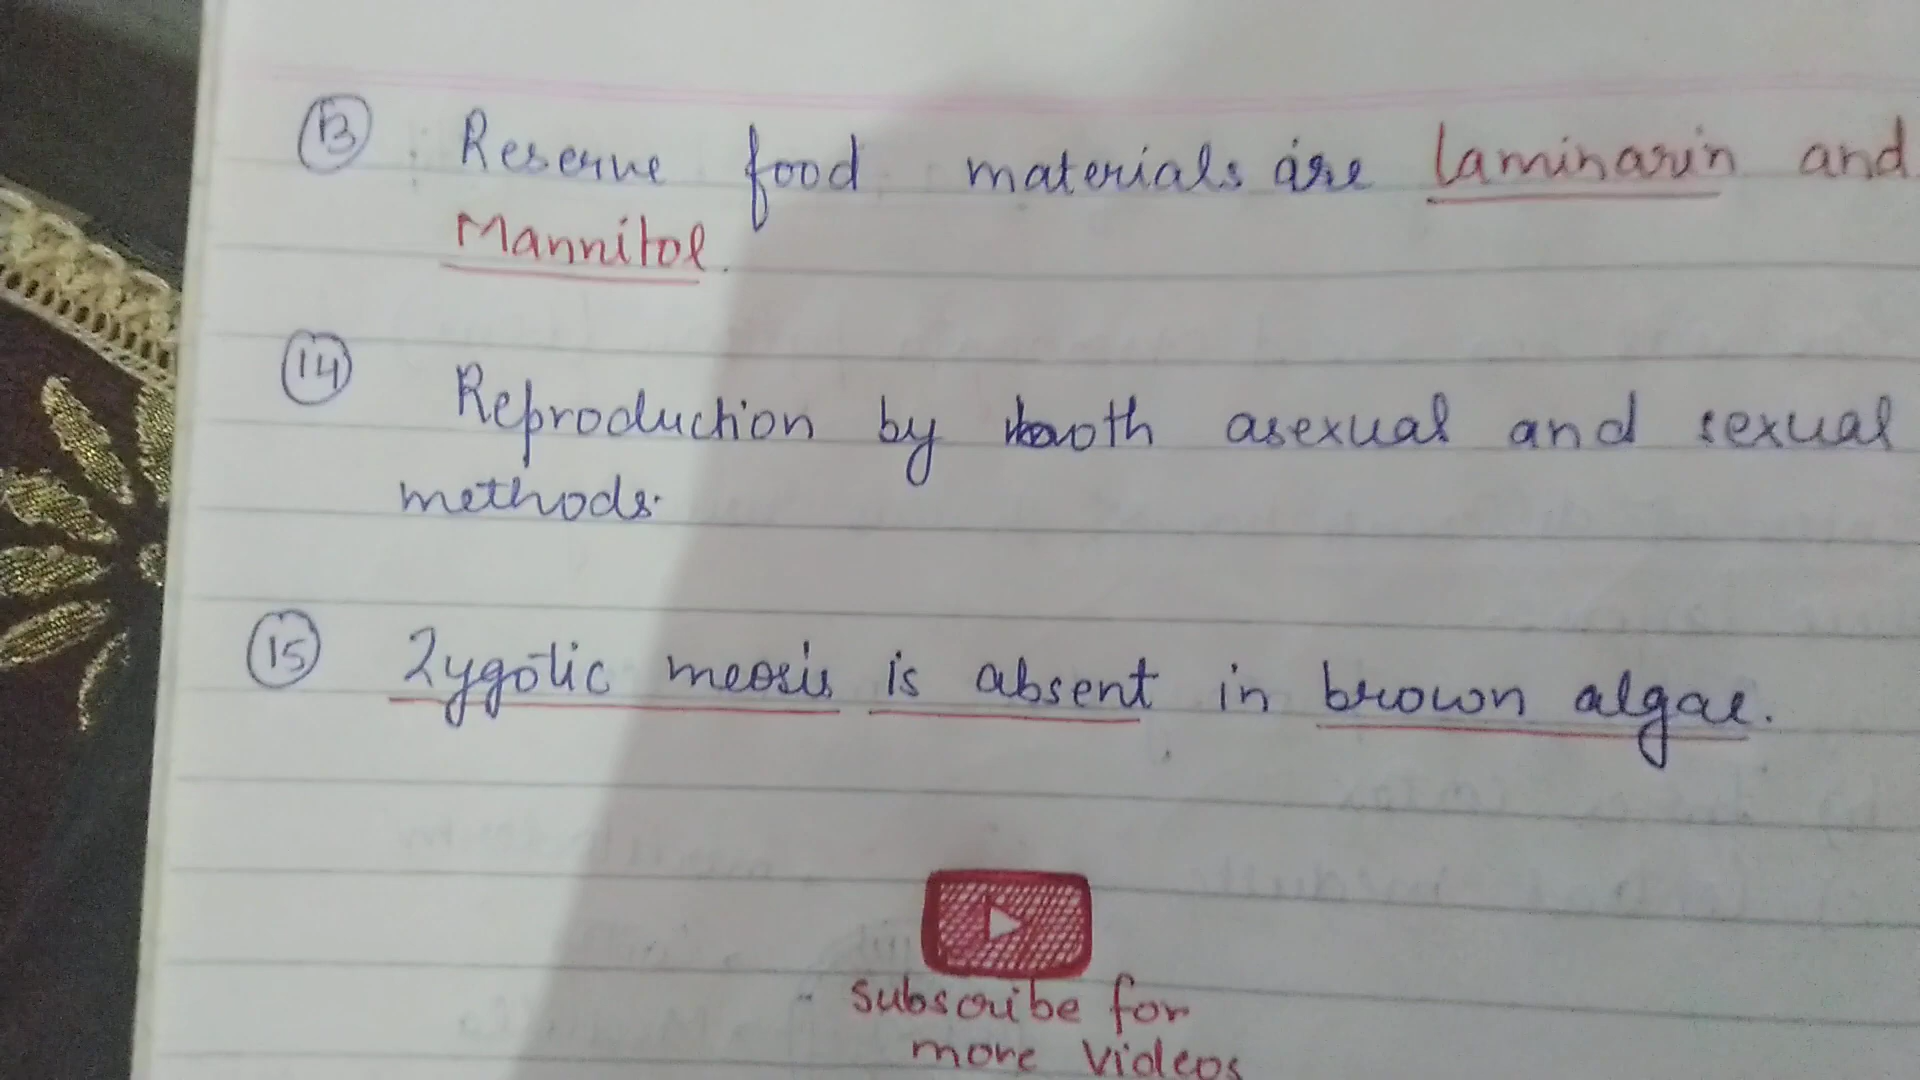 13 Reserve food materials are laminarin and
Mannitol.
14 Reproduction by both asexual and sexual
methods.
15 Zygotic meosis is absent in brown algae.
subscribe for
more videos